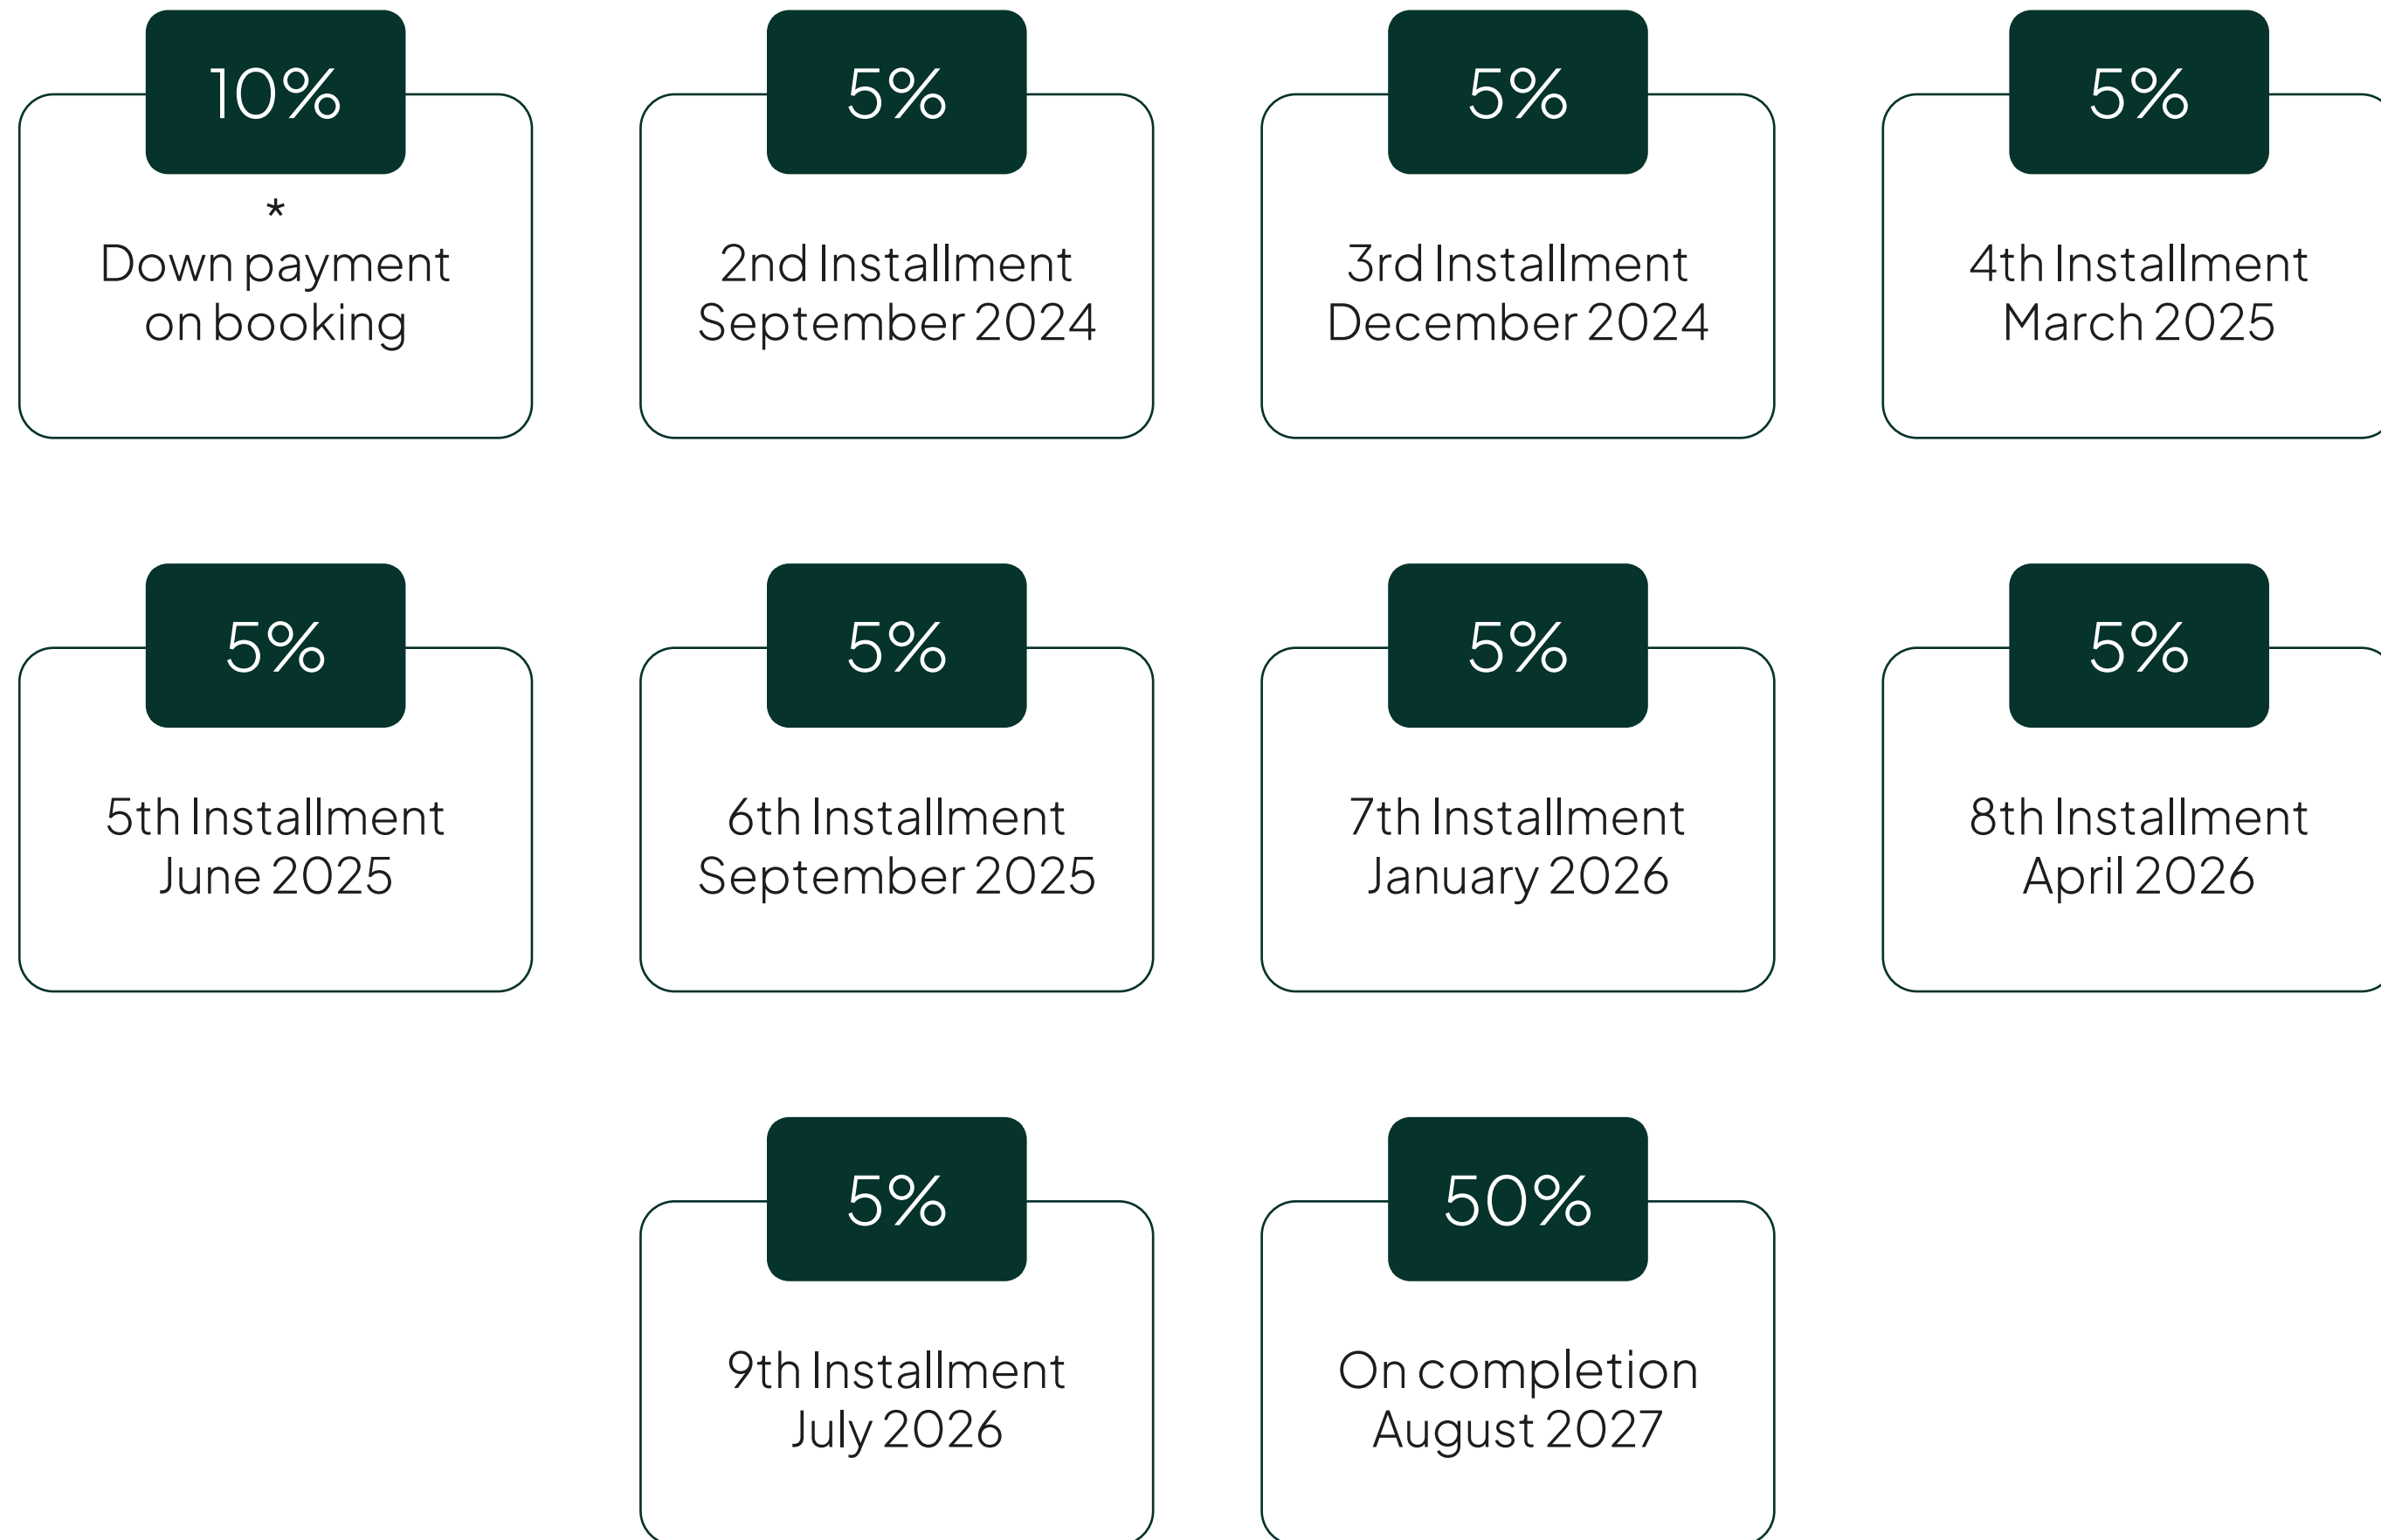 10%
*
Down payment
on booking
5%
2nd Installment
September 2024
5%
3rd Installment
December 2024
5%
4th Installment
March 2025
5%
5th Installment
June 2025
5%
6th Installment
September 2025
5%
7th Installment
January 2026
5%
8th Installment
April 2026
5%
9th Installment
July 2026
50%
On completion
August 2027